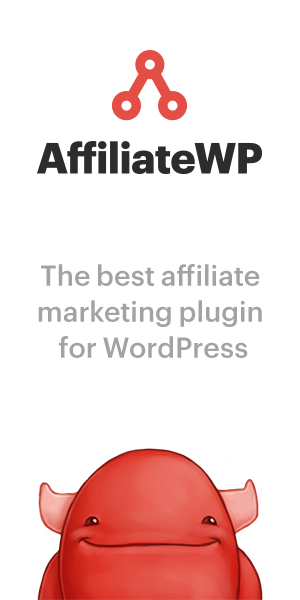 AffiliateWP
The best affiliate
marketing plugin
for WordPress